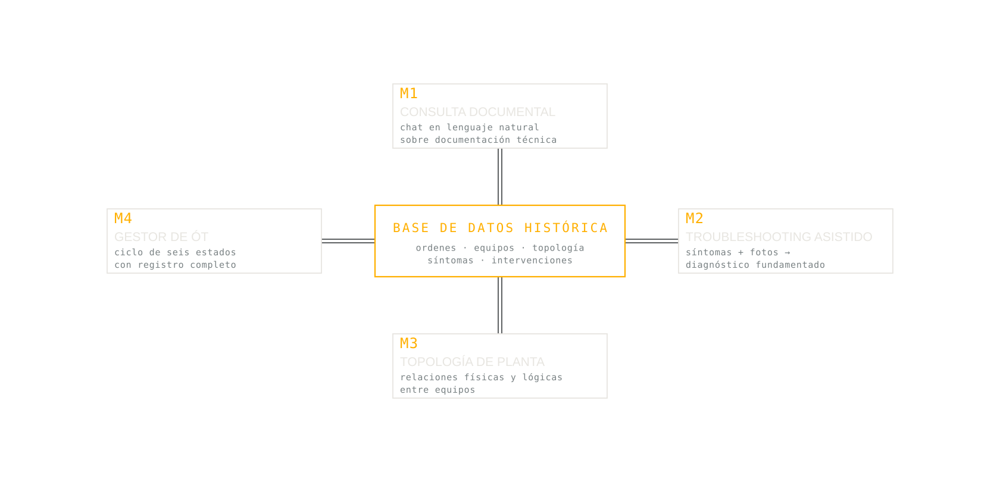 M1
CONSULTA DOCUMENTAL
chat en lenguaje natural
sobre documentación técnica
M4
GESTOR DE ÓT
ciclo de seis estados
con registro completo
BASE DE DATOS HISTÓRICA
ordenes · equipos · topología
síntomas · intervenciones
M2
TROUBLESHOOTING ASISTIDO
síntomas + fotos →
diagnóstico fundamentado
M3
TOPOLOGÍA DE PLANTA
relaciones físicas y lógicas
entre equipos